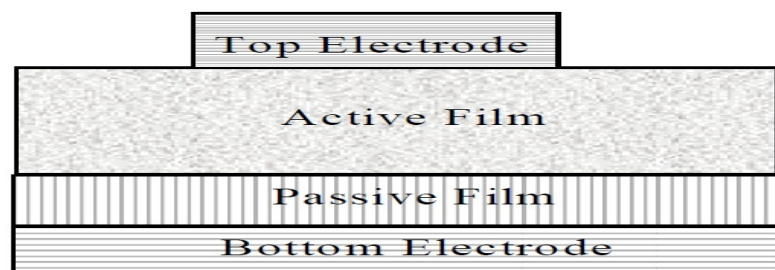 Top Electrode
Active Film
Passive Film
Bottom Electrode